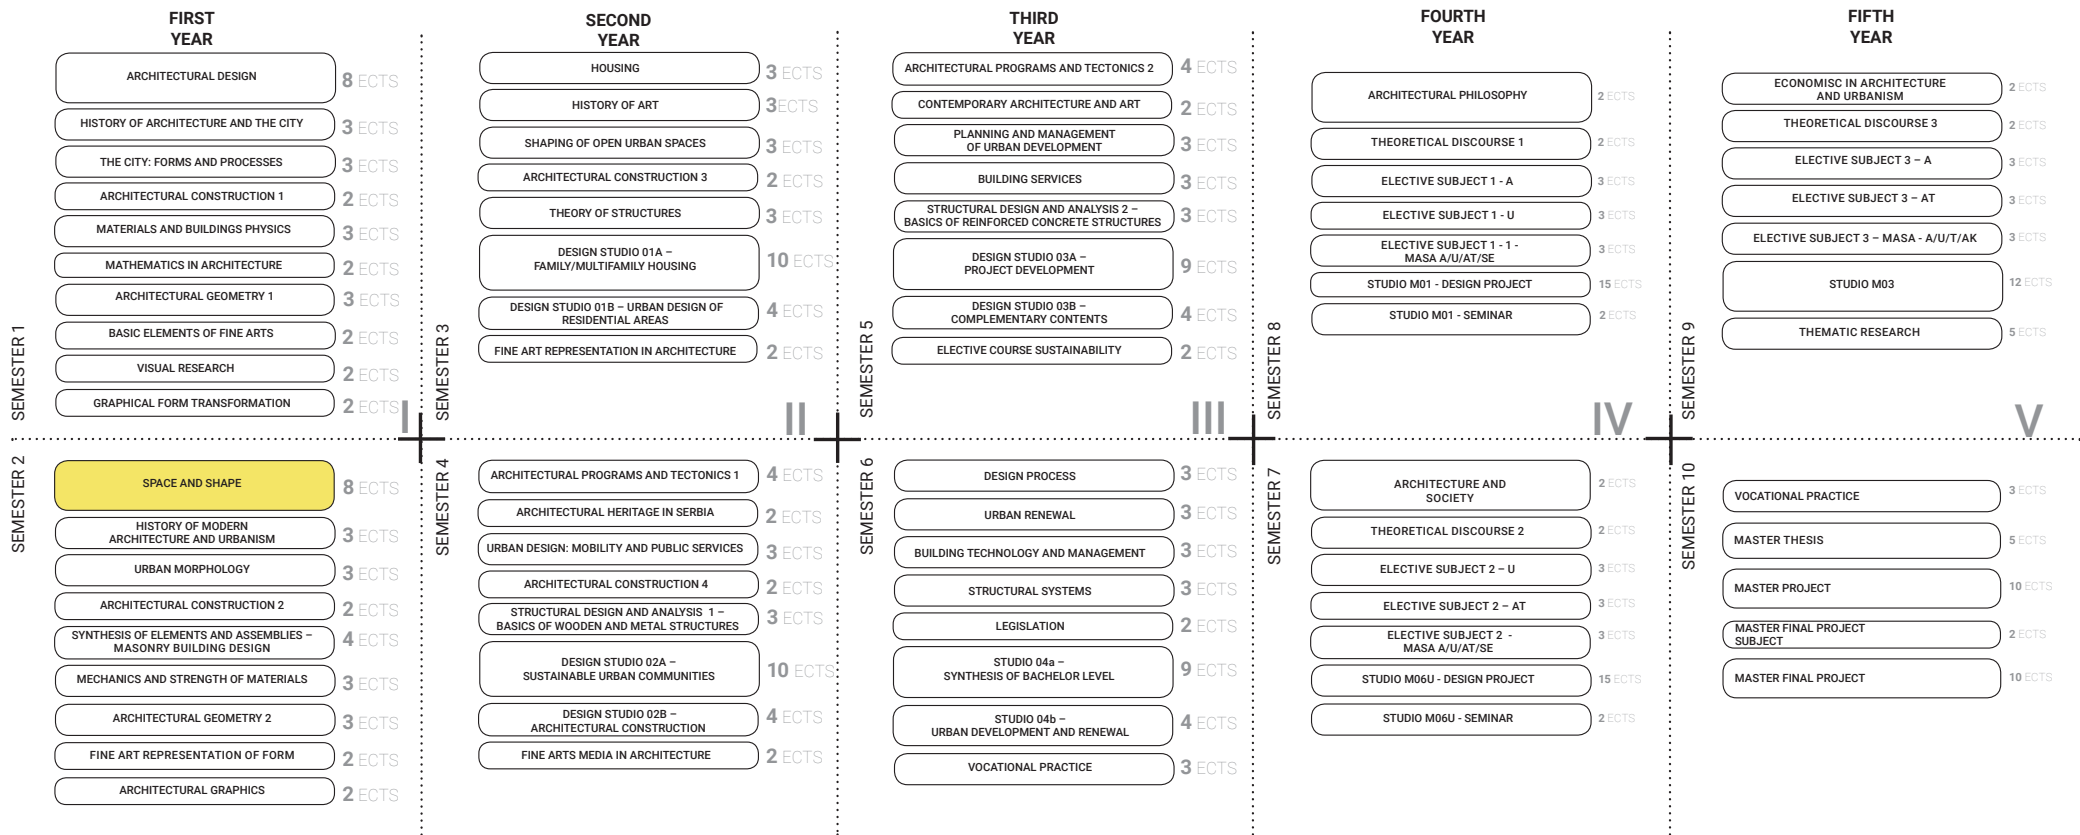 FIRST
YEAR
SEMESTER 1
ARCHITECTURAL DESIGN
8 ECTS
HISTORY OF ARCHITECTURE AND THE CITY
3 ECTS
THE CITY: FORMS AND PROCESSES
3 ECTS
ARCHITECTURAL CONSTRUCTION 1
2 ECTS
MATERIALS AND BUILDINGS PHYSICS
3 ECTS
MATHEMATICS IN ARCHITECTURE
2 ECTS
ARCHITECTURAL GEOMETRY 1
3 ECTS
BASIC ELEMENTS OF FINE ARTS
2 ECTS
VISUAL RESEARCH
2 ECTS
GRAPHICAL FORM TRANSFORMATION
2 ECTS
I
SEMESTER 2
SPACE AND SHAPE
8 ECTS
HISTORY OF MODERN
ARCHITECTURE AND URBANISM
3 ECTS
URBAN MORPHOLOGY
3 ECTS
ARCHITECTURAL CONSTRUCTION 2
2 ECTS
SYNTHESIS OF ELEMENTS AND ASSEMBLIES –
MASONRY BUILDING DESIGN
4 ECTS
MECHANICS AND STRENGTH OF MATERIALS
3 ECTS
ARCHITECTURAL GEOMETRY 2
3 ECTS
FINE ART REPRESENTATION OF FORM
2 ECTS
ARCHITECTURAL GRAPHICS
2 ECTS
SECOND
YEAR
SEMESTER 3
HOUSING
3 ECTS
HISTORY OF ART
3ECTS
SHAPING OF OPEN URBAN SPACES
3 ECTS
ARCHITECTURAL CONSTRUCTION 3
2 ECTS
THEORY OF STRUCTURES
3 ECTS
DESIGN STUDIO 01A –
FAMILY/MULTIFAMILY HOUSING
10 ECTS
DESIGN STUDIO 01B – URBAN DESIGN OF
RESIDENTIAL AREAS
4 ECTS
FINE ART REPRESENTATION IN ARCHITECTURE
2 ECTS
II
SEMESTER 4
ARCHITECTURAL PROGRAMS AND TECTONICS 1
4 ECTS
ARCHITECTURAL HERITAGE IN SERBIA
2 ECTS
URBAN DESIGN: MOBILITY AND PUBLIC SERVICES
3 ECTS
ARCHITECTURAL CONSTRUCTION 4
2 ECTS
STRUCTURAL DESIGN AND ANALYSIS 1 –
BASICS OF WOODEN AND METAL STRUCTURES
3 ECTS
DESIGN STUDIO 02A –
SUSTAINABLE URBAN COMMUNITIES
10 ECTS
DESIGN STUDIO 02B –
ARCHITECTURAL CONSTRUCTION
4 ECTS
FINE ARTS MEDIA IN ARCHITECTURE
2 ECTS
THIRD
YEAR
SEMESTER 5
ARCHITECTURAL PROGRAMS AND TECTONICS 2
4 ECTS
CONTEMPORARY ARCHITECTURE AND ART
2 ECTS
PLANNING AND MANAGEMENT
OF URBAN DEVELOPMENT
3 ECTS
BUILDING SERVICES
3 ECTS
STRUCTURAL DESIGN AND ANALYSIS 2 –
BASICS OF REINFORCED CONCRETE STRUCTURES
3 ECTS
DESIGN STUDIO 03A –
PROJECT DEVELOPMENT
9 ECTS
DESIGN STUDIO 03B –
COMPLEMENTARY CONTENTS
4 ECTS
ELECTIVE COURSE SUSTAINABILITY
2 ECTS
III
SEMESTER 6
DESIGN PROCESS
3 ECTS
URBAN RENEWAL
3 ECTS
BUILDING TECHNOLOGY AND MANAGEMENT
3 ECTS
STRUCTURAL SYSTEMS
3 ECTS
LEGISLATION
2 ECTS
STUDIO 04a –
SYNTHESIS OF BACHELOR LEVEL
9 ECTS
STUDIO 04b –
URBAN DEVELOPMENT AND RENEWAL
4 ECTS
VOCATIONAL PRACTICE
3 ECTS
FOURTH
YEAR
SEMESTER 8
ARCHITECTURAL PHILOSOPHY
2 ECTS
THEORETICAL DISCOURSE 1
2 ECTS
ELECTIVE SUBJECT 1 - A
3 ECTS
ELECTIVE SUBJECT 1 - U
3 ECTS
ELECTIVE SUBJECT 1 - 1 -
MASA A/U/AT/SE
3 ECTS
STUDIO M01 - DESIGN PROJECT
15 ECTS
STUDIO M01 - SEMINAR
2 ECTS
IV
SEMESTER 7
ARCHITECTURE AND
SOCIETY
2 ECTS
THEORETICAL DISCOURSE 2
2 ECTS
ELECTIVE SUBJECT 2 – U
3 ECTS
ELECTIVE SUBJECT 2 – AT
3 ECTS
ELECTIVE SUBJECT 2 -
MASA A/U/AT/SE
3 ECTS
STUDIO M06U - DESIGN PROJECT
15 ECTS
STUDIO M06U - SEMINAR
2 ECTS
FIFTH
YEAR
SEMESTER 9
ECONOMISC IN ARCHITECTURE
AND URBANISM
2 ECTS
THEORETICAL DISCOURSE 3
2 ECTS
ELECTIVE SUBJECT 3 – A
3 ECTS
ELECTIVE SUBJECT 3 – AT
3 ECTS
ELECTIVE SUBJECT 3 – MASA - A/U/T/AK
3 ECTS
STUDIO M03
12 ECTS
THEMATIC RESEARCH
5 ECTS
V
SEMESTER 10
VOCATIONAL PRACTICE
3 ECTS
MASTER THESIS
5 ECTS
MASTER PROJECT
10 ECTS
MASTER FINAL PROJECT
SUBJECT
2 ECTS
MASTER FINAL PROJECT
10 ECTS